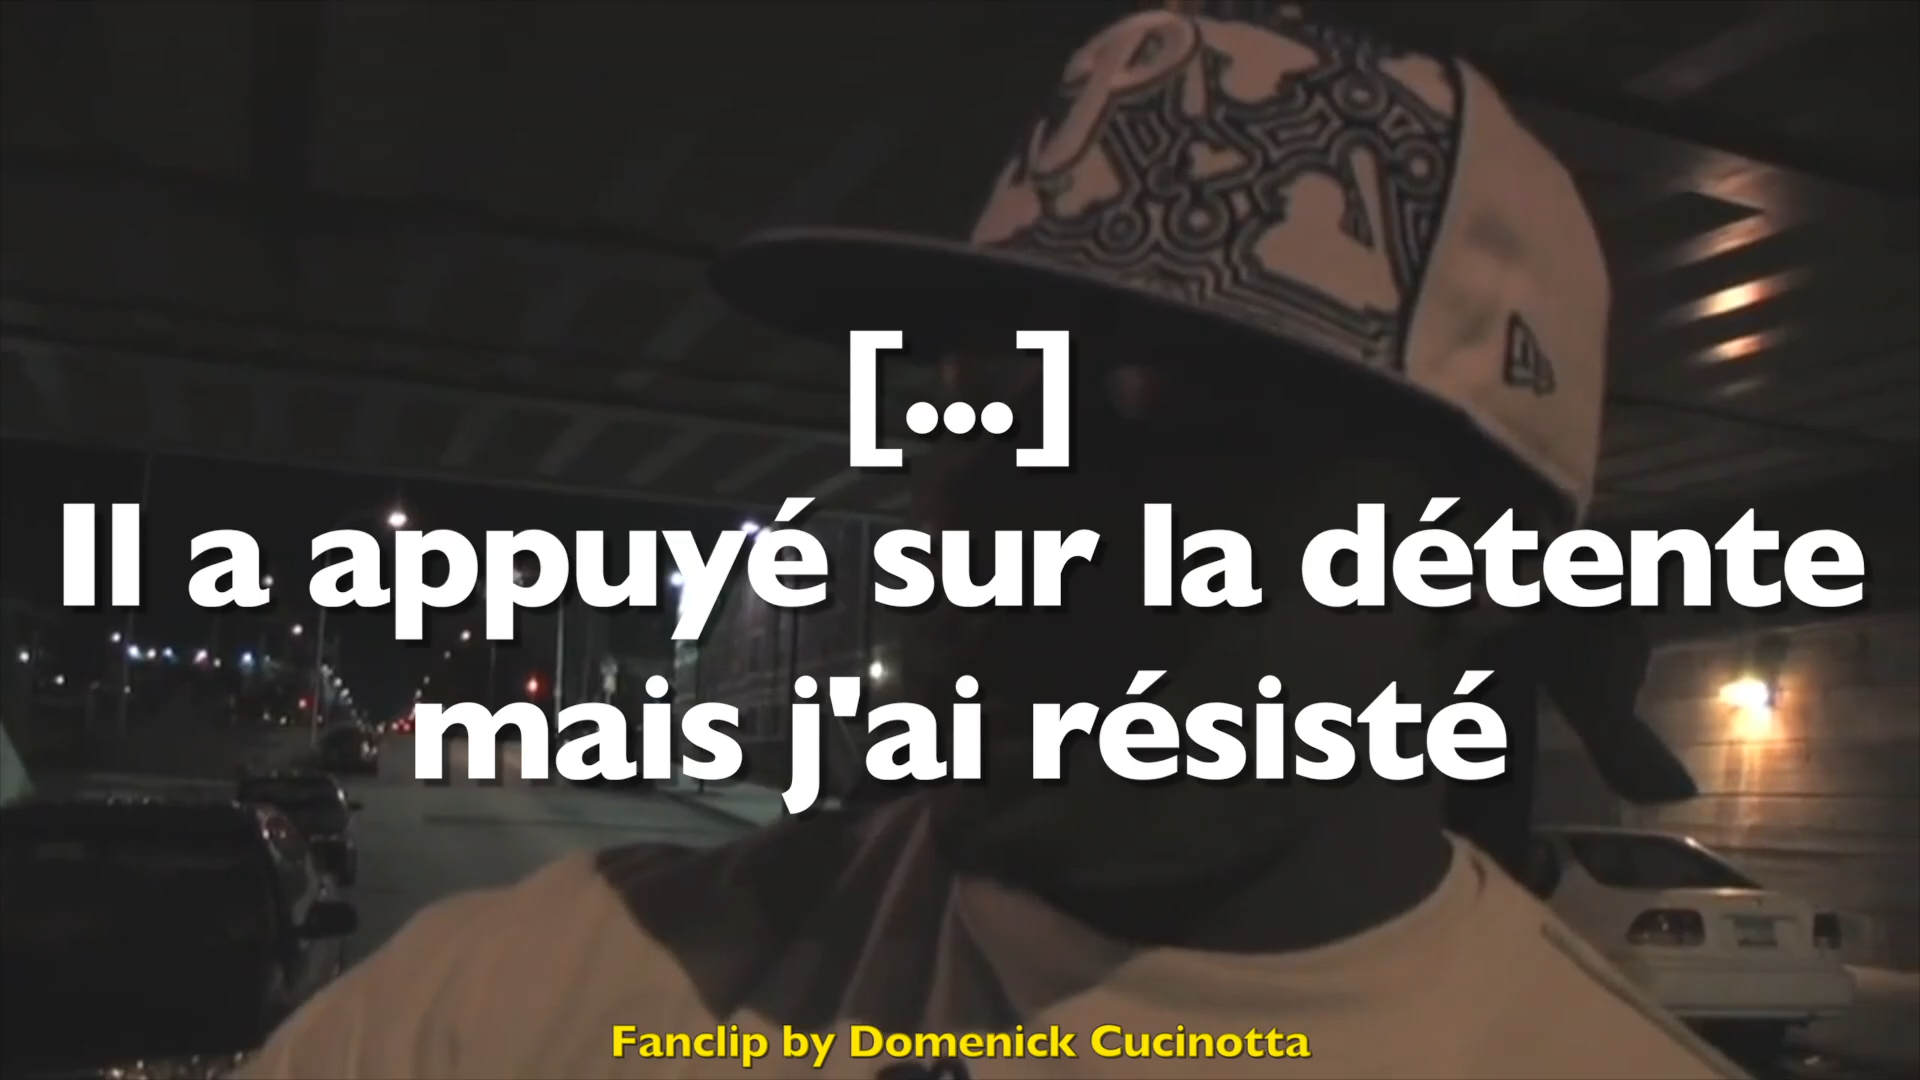 [...]
Il a appuyé sur la détente
mais j'ai résisté
Fanclip by Domenick Cucinotta